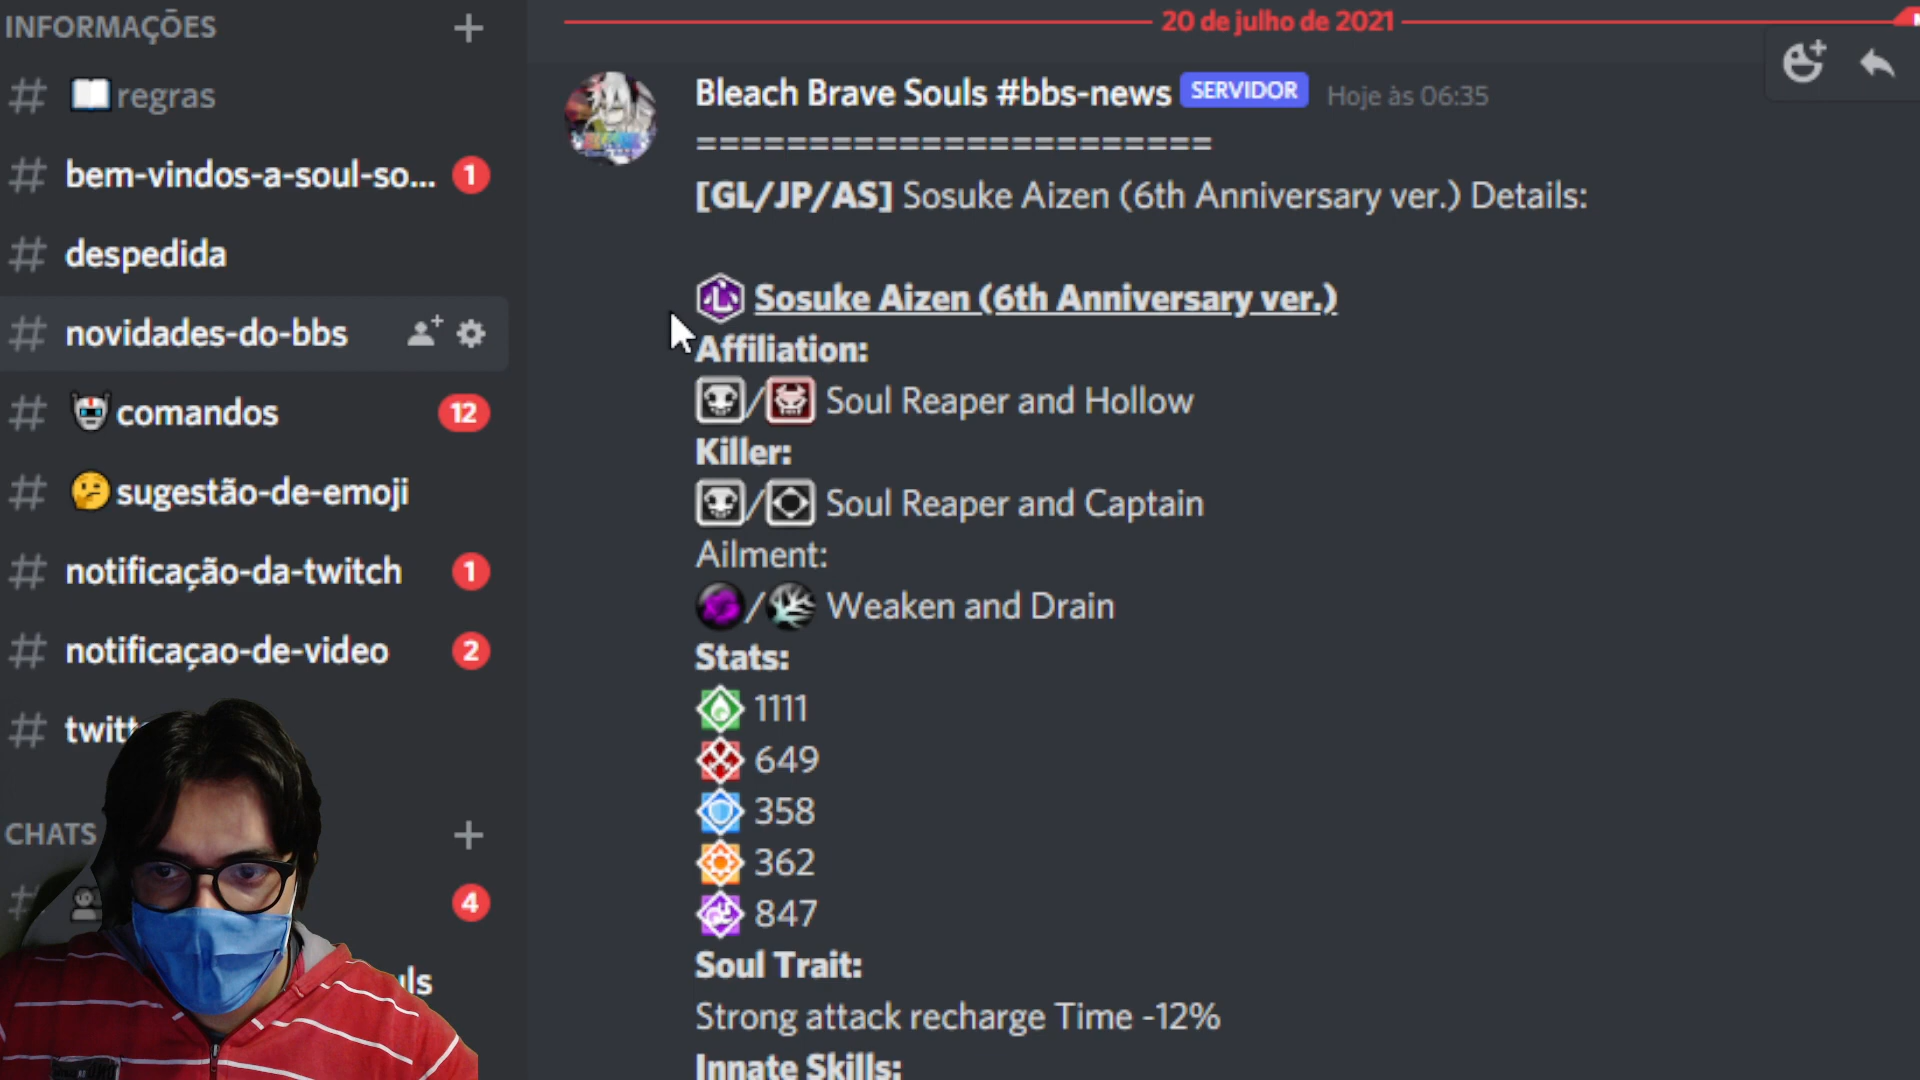 INFORMAÇÕES
regras
bem-vindos-a-soul-so... 1
despedida
novidades-do-bbs
comandos 12
sugestão-de-emoji
notificação-da-twitch 1
notificaçao-de-video 2
CHATS
4
20 de julho de 2021
Bleach Brave Souls #bbs-news SERVIDOR Hoje às 06:35
=======================
[GL/JP/AS] Sosuke Aizen (6th Anniversary ver.) Details:
Sosuke Aizen (6th Anniversary ver.)
Affiliation:
/ Soul Reaper and Hollow
Killer:
/ Soul Reaper and Captain
Ailment:
/ Weaken and Drain
Stats:
1111
649
358
362
847
Soul Trait:
Strong attack recharge Time -12%
Innate Skills: